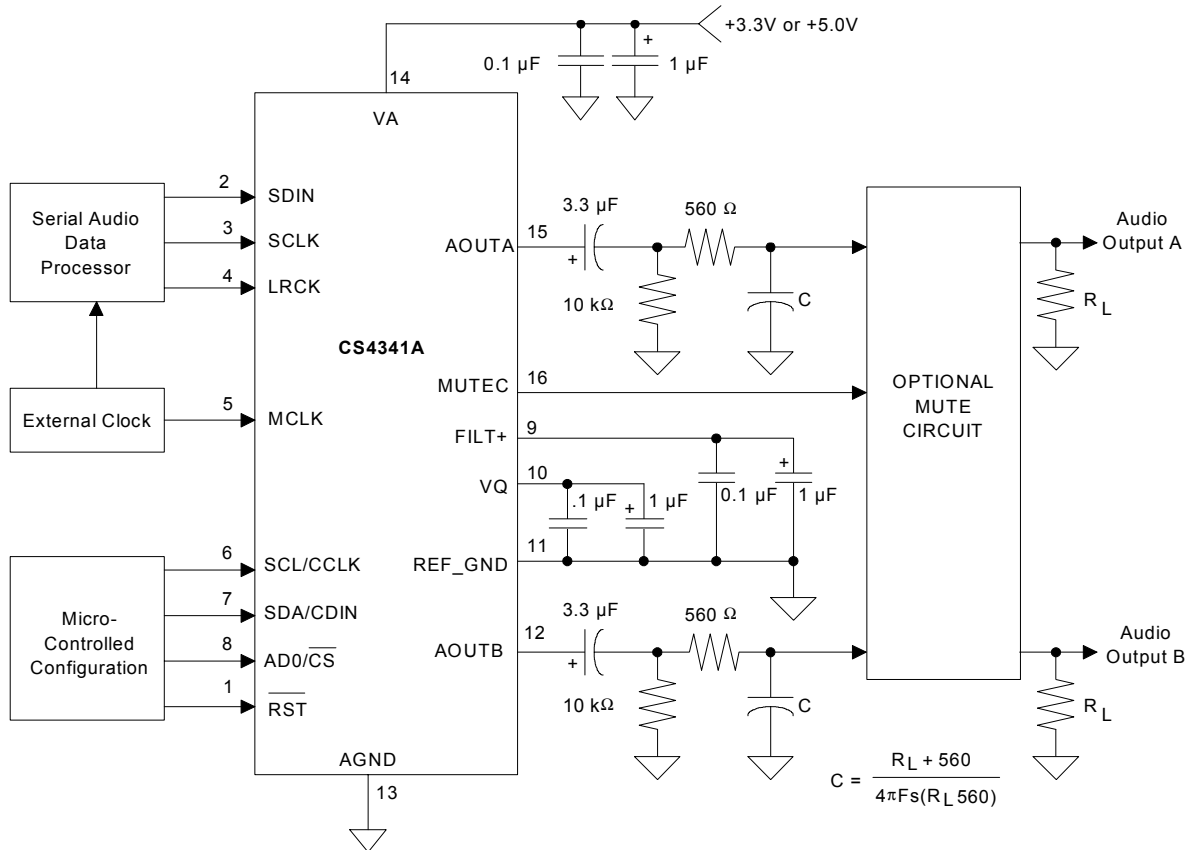 +3.3V or +5.0V
0.1 µF
+
1 µF
14
VA
Serial Audio
Data
Processor
2
SDIN
3
SCLK
4
LRCK
External Clock
5
MCLK
Micro-
Controlled
Configuration
6
SCL/CCLK
7
SDA/CDIN
8
AD0/CS
1
RST
CS4341A
AOUTA
15
3.3 µF
+
560 Ω
10 kΩ
C
MUTEC
16
FILT+
9
0.1 µF
+
1 µF
VQ
10
.1 µF
+
1 µF
REF_GND
11
AOUTB
12
3.3 µF
+
560 Ω
10 kΩ
C
AGND
13
OPTIONAL
MUTE
CIRCUIT
Audio
Output A
RL
Audio
Output B
RL
C = RL + 560
4πFs(RL560)